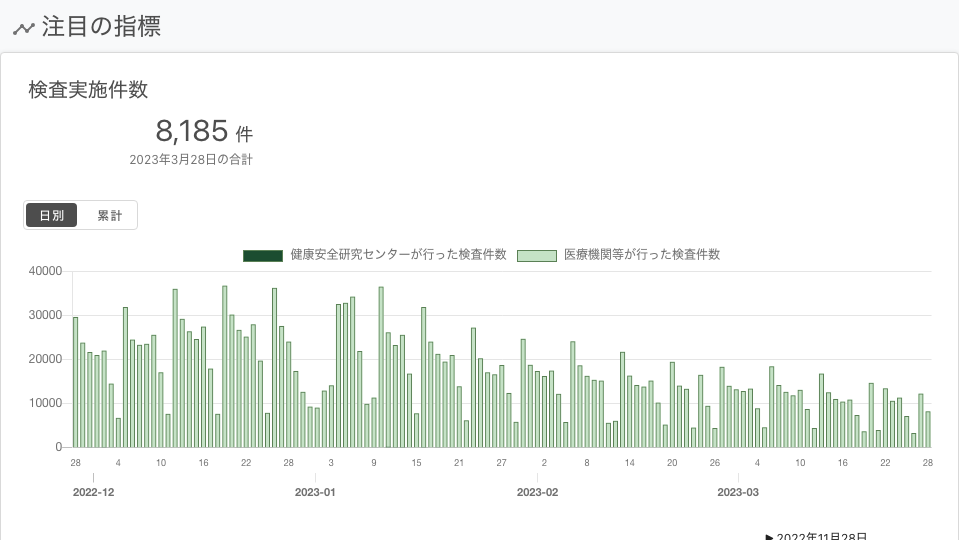 注目の指標
検査実施件数
8,185 件
2023年3月28日の合計
日別 累計
健康安全研究センターが行った検査件数 医療機関等が行った検査件数
40000
30000
20000
10000
0
28 4 10 16 22 28 3 9 15 21 27 2 8 14 20 26 4 10 16 22 28
2022-12 2023-01 2023-02 2023-03
▶ 2022年11月28日